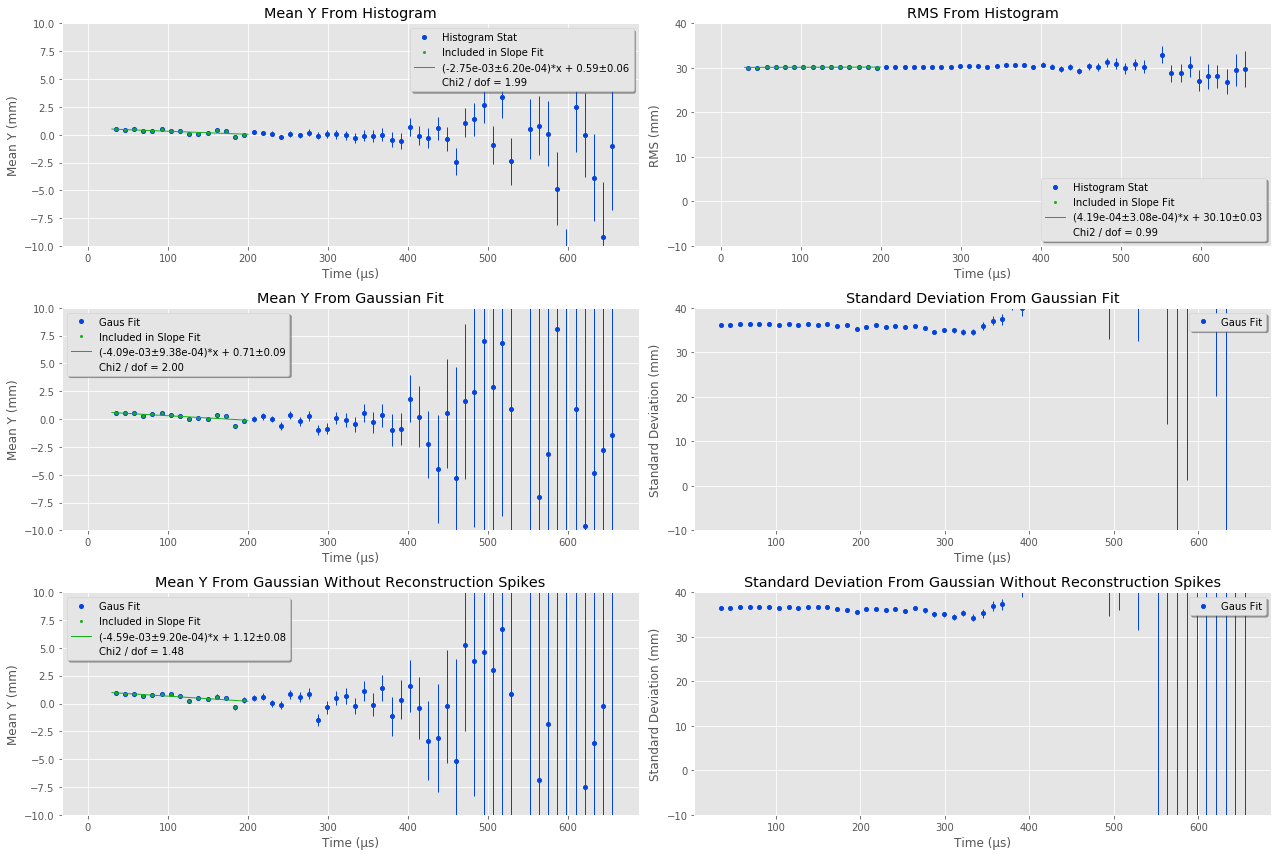 Mean Y From Histogram
10.0
7.5
5.0
2.5
0.0
−2.5
−5.0
−7.5
−10.0
Mean Y (mm)
Histogram Stat
Included in Slope Fit
(-2.75e-03±6.20e-04)*x + 0.59±0.06
Chi2 / dof = 1.99
0 100 200 300 400 500 600
Time (μs)
RMS From Histogram
40
30
20
10
0
−10
RMS (mm)
Histogram Stat
Included in Slope Fit
(4.19e-04±3.08e-04)*x + 30.10±0.03
Chi2 / dof = 0.99
0 100 200 300 400 500 600
Time (μs)
Mean Y From Gaussian Fit
10.0
7.5
5.0
2.5
0.0
−2.5
−5.0
−7.5
−10.0
Mean Y (mm)
Gaus Fit
Included in Slope Fit
(-4.09e-03±9.38e-04)*x + 0.71±0.09
Chi2 / dof = 2.00
0 100 200 300 400 500 600
Time (μs)
Standard Deviation From Gaussian Fit
40
30
20
10
0
−10
Standard Deviation (mm)
Gaus Fit
100 200 300 400 500 600
Time (μs)
Mean Y From Gaussian Without Reconstruction Spikes
10.0
7.5
5.0
2.5
0.0
−2.5
−5.0
−7.5
−10.0
Mean Y (mm)
Gaus Fit
Included in Slope Fit
(-4.59e-03±9.20e-04)*x + 1.12±0.08
Chi2 / dof = 1.48
0 100 200 300 400 500 600
Time (μs)
Standard Deviation From Gaussian Without Reconstruction Spikes
40
30
20
10
0
−10
Standard Deviation (mm)
Gaus Fit
100 200 300 400 500 600
Time (μs)